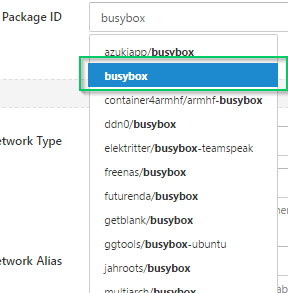 Package ID
busybox
azukiapp/busybox
busybox
container4armhf/armhf-busybox
ddn0/busybox
etwork Type
elektritter/busybox-teamspeak
freenas/busybox
futurenda/busybox
getblank/busybox
ggtools/busybox-ubuntu
etwork Alias
jahroots/busybox
multiarch/busybox